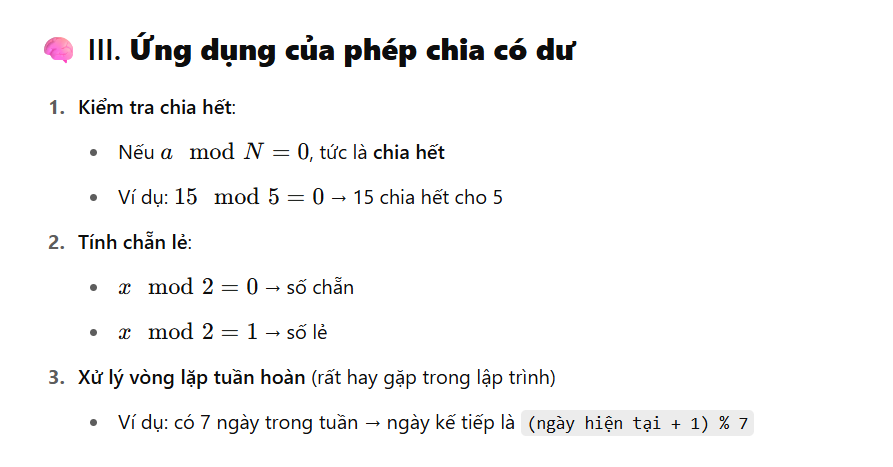 🧠 III. Ứng dụng của phép chia có dư
1. Kiểm tra chia hết:
• Nếu a mod N = 0, tức là chia hết
• Ví dụ: 15 mod 5 = 0 → 15 chia hết cho 5
2. Tính chẵn lẻ:
• x mod 2 = 0 → số chẵn
• x mod 2 = 1 → số lẻ
3. Xử lý vòng lặp tuần hoàn (rất hay gặp trong lập trình)
• Ví dụ: có 7 ngày trong tuần → ngày kế tiếp là (ngày hiện tại + 1) % 7